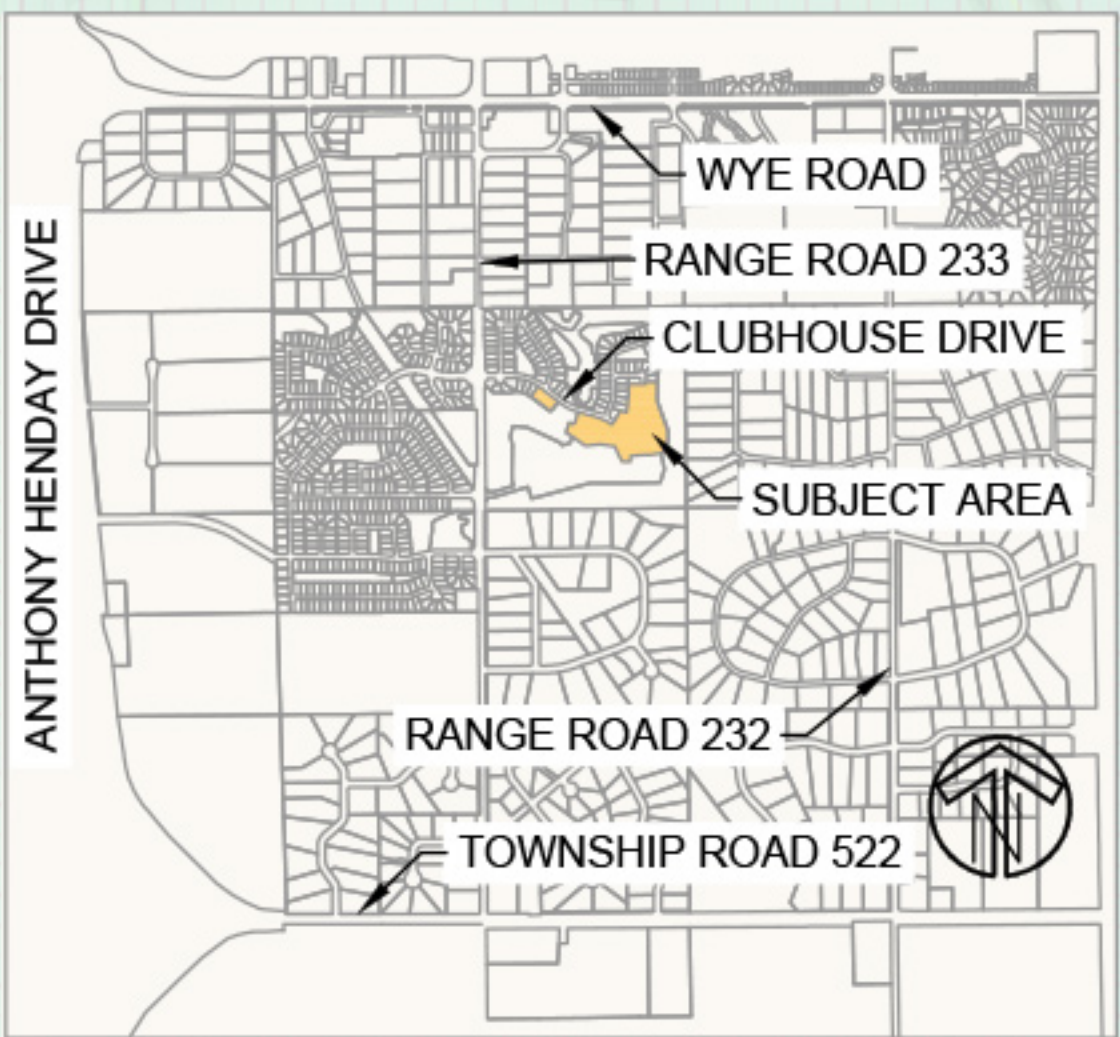 WYE ROAD
RANGE ROAD 233
CLUBHOUSE DRIVE
ANTHONY HENDAY DRIVE
SUBJECT AREA
RANGE ROAD 232
TOWNSHIP ROAD 522
N